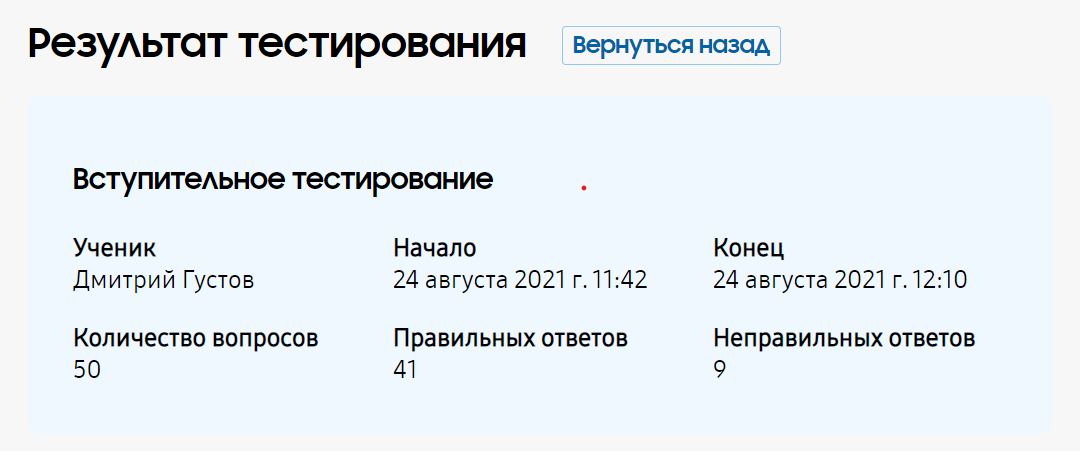 Результат тестирования Вернуться назад
Вступительное тестирование
Ученик Начало Конец
Дмитрий Густов 24 августа 2021 г. 11:42 24 августа 2021 г. 12:10
Количество вопросов Правильных ответов Неправильных ответов
50 41 9